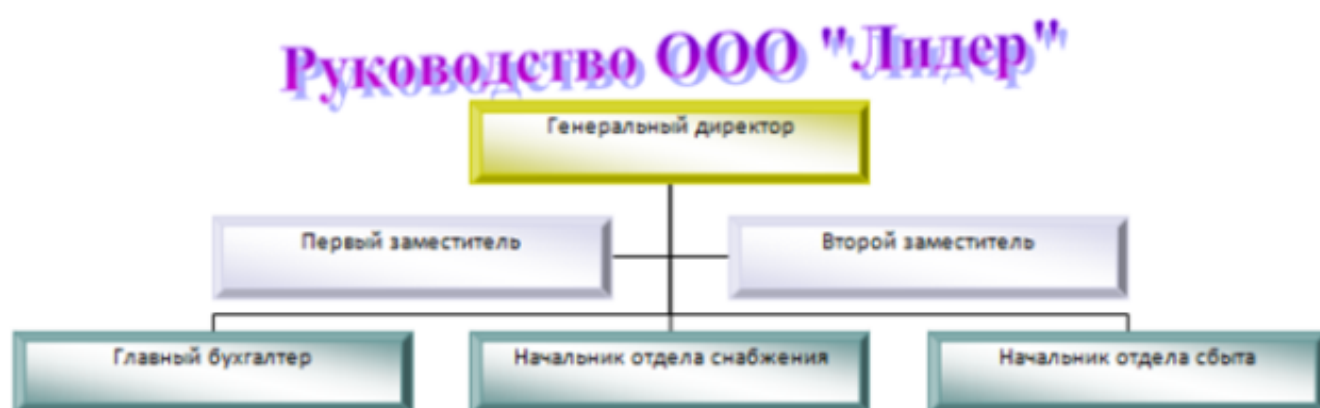 Руководство ООО "Лидер"
Генеральный директор
Первый заместитель
Второй заместитель
Главный бухгалтер
Начальник отдела снабжения
Начальник отдела сбыта